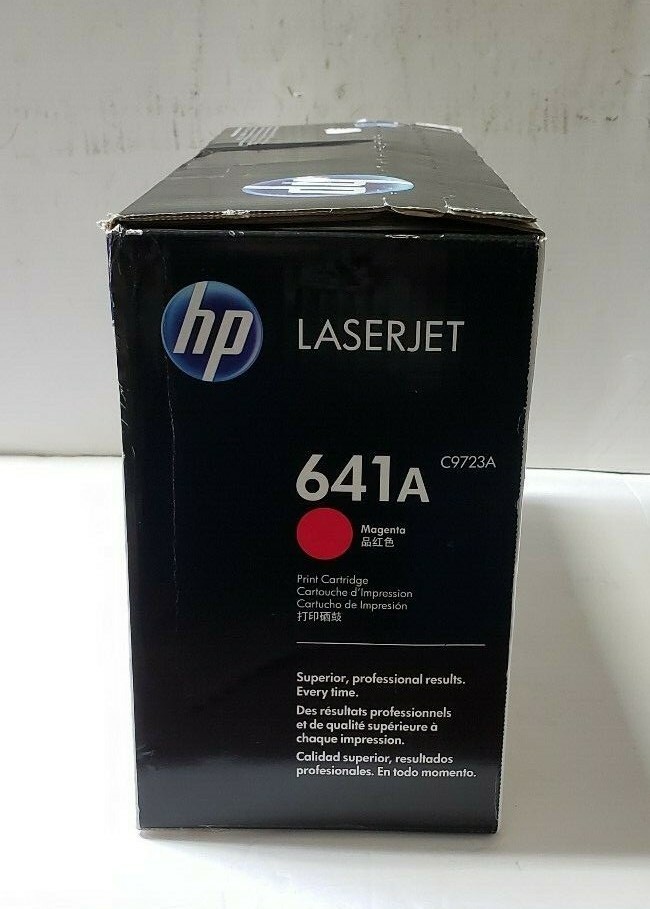 hp
hp
LASERJET
641A C9723A
Magenta
品红色
Print Cartridge
Cartouche d'Impression
Cartucho de Impresión
打印硒鼓
Superior, professional results.
Every time.
Des résultats professionnels
et de qualité supérieure à
chaque impression.
Calidad superior, resultados
profesionales. En todo momento.